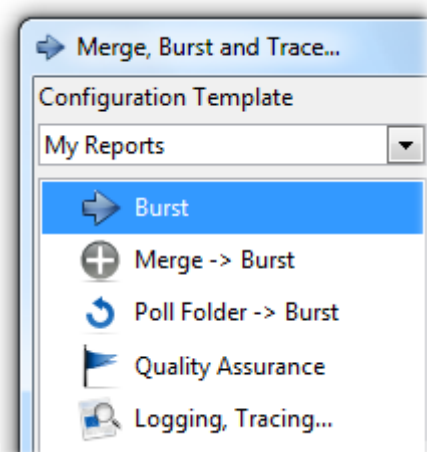 Merge, Burst and Trace...
Configuration Template
My Reports
Burst
Merge -> Burst
Poll Folder -> Burst
Quality Assurance
Logging, Tracing...